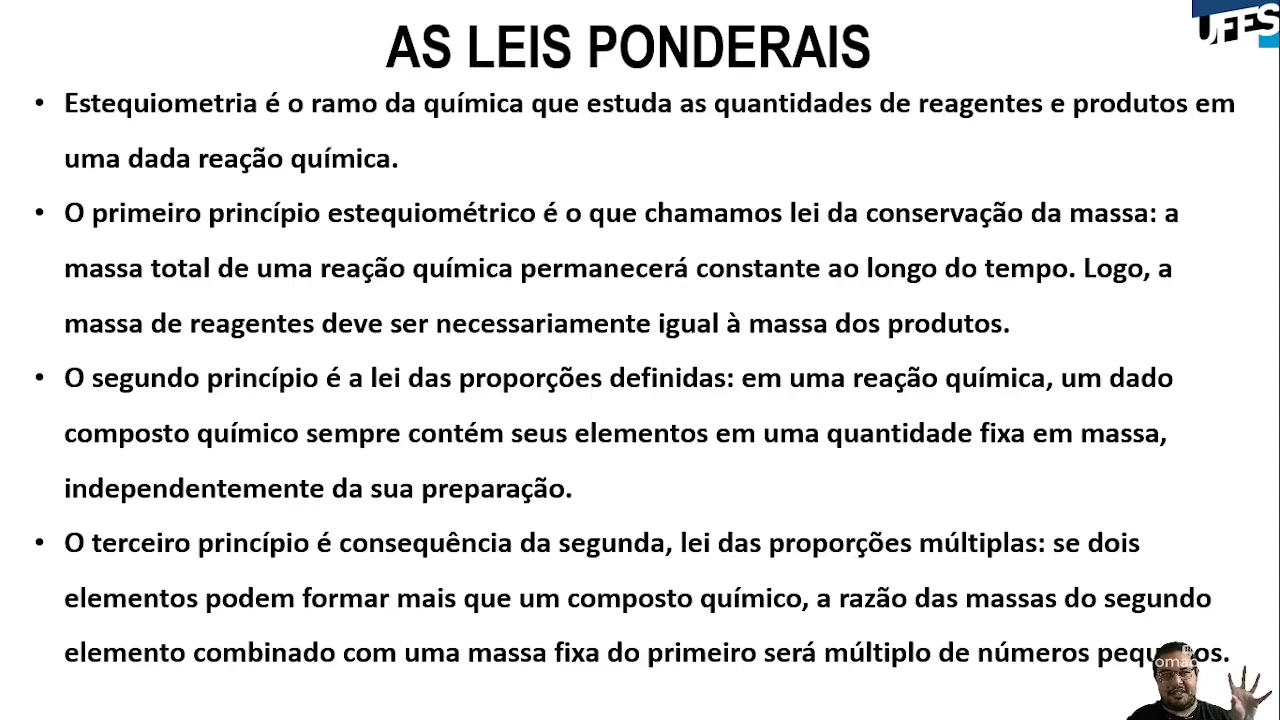 AS LEIS PONDERAIS
UFES
• Estequiometria é o ramo da química que estuda as quantidades de reagentes e produtos em
uma dada reação química.
• O primeiro princípio estequiométrico é o que chamamos lei da conservação da massa: a
massa total de uma reação química permanecerá constante ao longo do tempo. Logo, a
massa de reagentes deve ser necessariamente igual à massa dos produtos.
• O segundo princípio é a lei das proporções definidas: em uma reação química, um dado
composto químico sempre contém seus elementos em uma quantidade fixa em massa,
independentemente da sua preparação.
• O terceiro princípio é consequência da segunda, lei das proporções múltiplas: se dois
elementos podem formar mais que um composto químico, a razão das massas do segundo
elemento combinado com uma massa fixa do primeiro será múltiplo de números